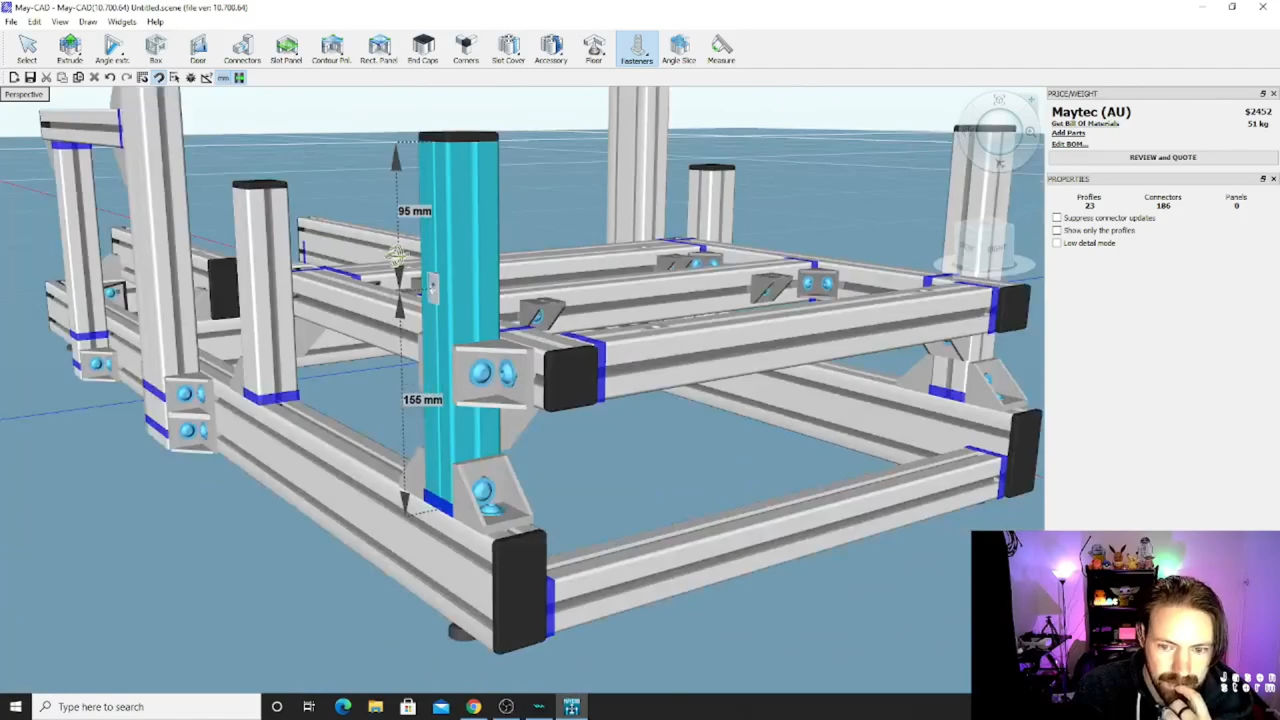 May-CAD - May-CAD(10.700.64) Untitled.scene (file ver: 10.700.64)
File Edit View Draw Widgets Help
Select Extrude Angle extr. Box Door Connectors Slot Panel Contour Pnl. Rect. Panel End Caps Corners Slot Cover Accessory Floor Fasteners Angle Slice Measure
mm
Perspective
95 mm
155 mm
RIGHT
PRICE/WEIGHT
Maytec (AU) $2452
Get Bill Of Materials 51 kg
Add Parts
Edit BOM...
REVIEW and QUOTE
PROPERTIES
Profiles Connectors Panels
23 186 0
Suppress connector updates
Show only the profiles
Low detail mode
Jason
storm
Type here to search